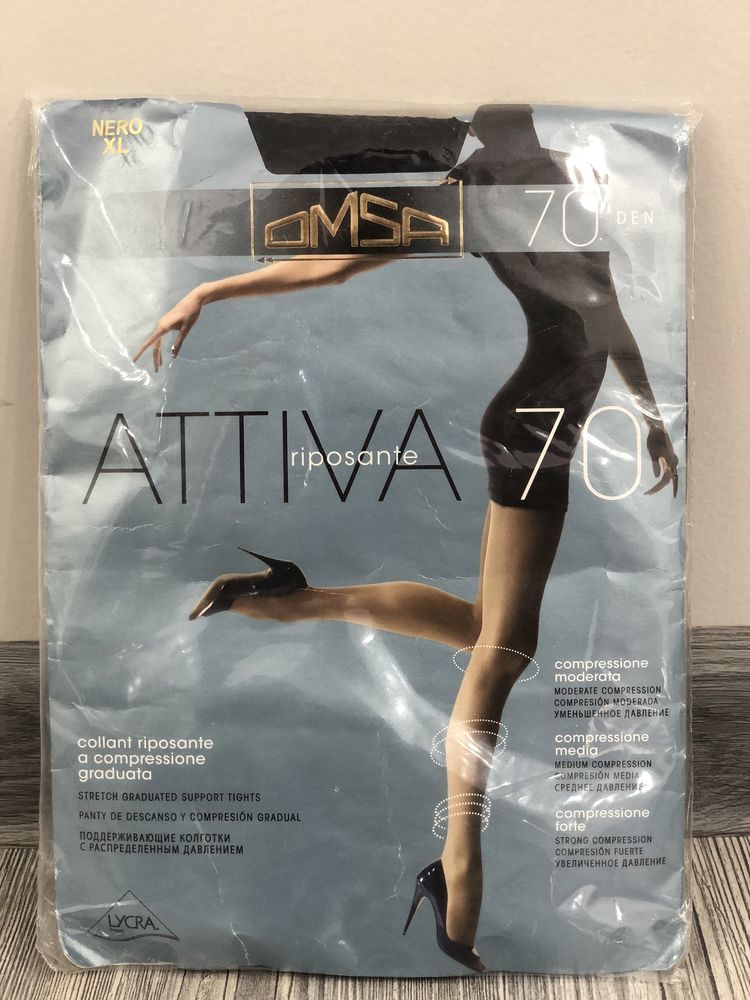 NERO
XL
OMSA
70 DEN
ATTIVA 70
riposante
compressione
moderata
MODERATE COMPRESSION
COMPRESIÓN MODERADA
УМЕНЬШЕННОЕ ДАВЛЕНИЕ
compressione
media
MEDIUM COMPRESSION
COMPRESIÓN MEDIA
СРЕДНЕЕ ДАВЛЕНИЕ
compressione
forte
STRONG COMPRESSION
COMPRESIÓN FUERTE
УВЕЛИЧЕННОЕ ДАВЛЕНИЕ
collant riposante
a compressione
graduata
STRETCH GRADUATED SUPPORT TIGHTS
PANTY DE DESCANSO Y COMPRESIÓN GRADUAL
ПОДДЕРЖИВАЮЩИЕ КОЛГОТКИ
С РАСПРЕДЕЛЕННЫМ ДАВЛЕНИЕМ
LYCRA